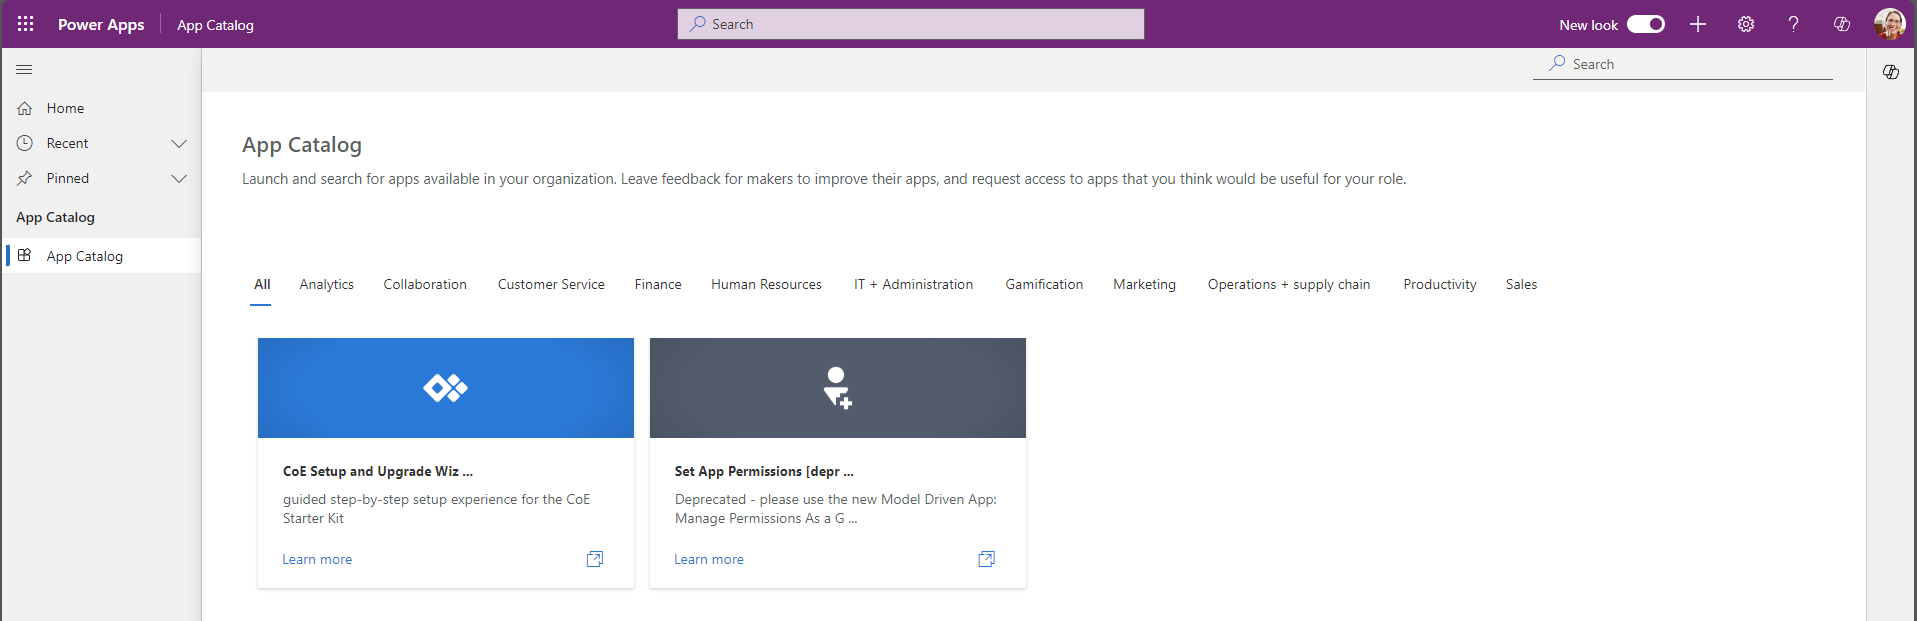 Power Apps
App Catalog
Search
New look
Search
Home
Recent
Pinned
App Catalog
App Catalog
App Catalog
Launch and search for apps available in your organization. Leave feedback for makers to improve their apps, and request access to apps that you think would be useful for your role.
All Analytics Collaboration Customer Service Finance Human Resources IT + Administration Gamification Marketing Operations + supply chain Productivity Sales
CoE Setup and Upgrade Wiz ...
guided step-by-step setup experience for the CoE
Starter Kit
Learn more
Set App Permissions [depr ...
Deprecated - please use the new Model Driven App:
Manage Permissions As a G ...
Learn more